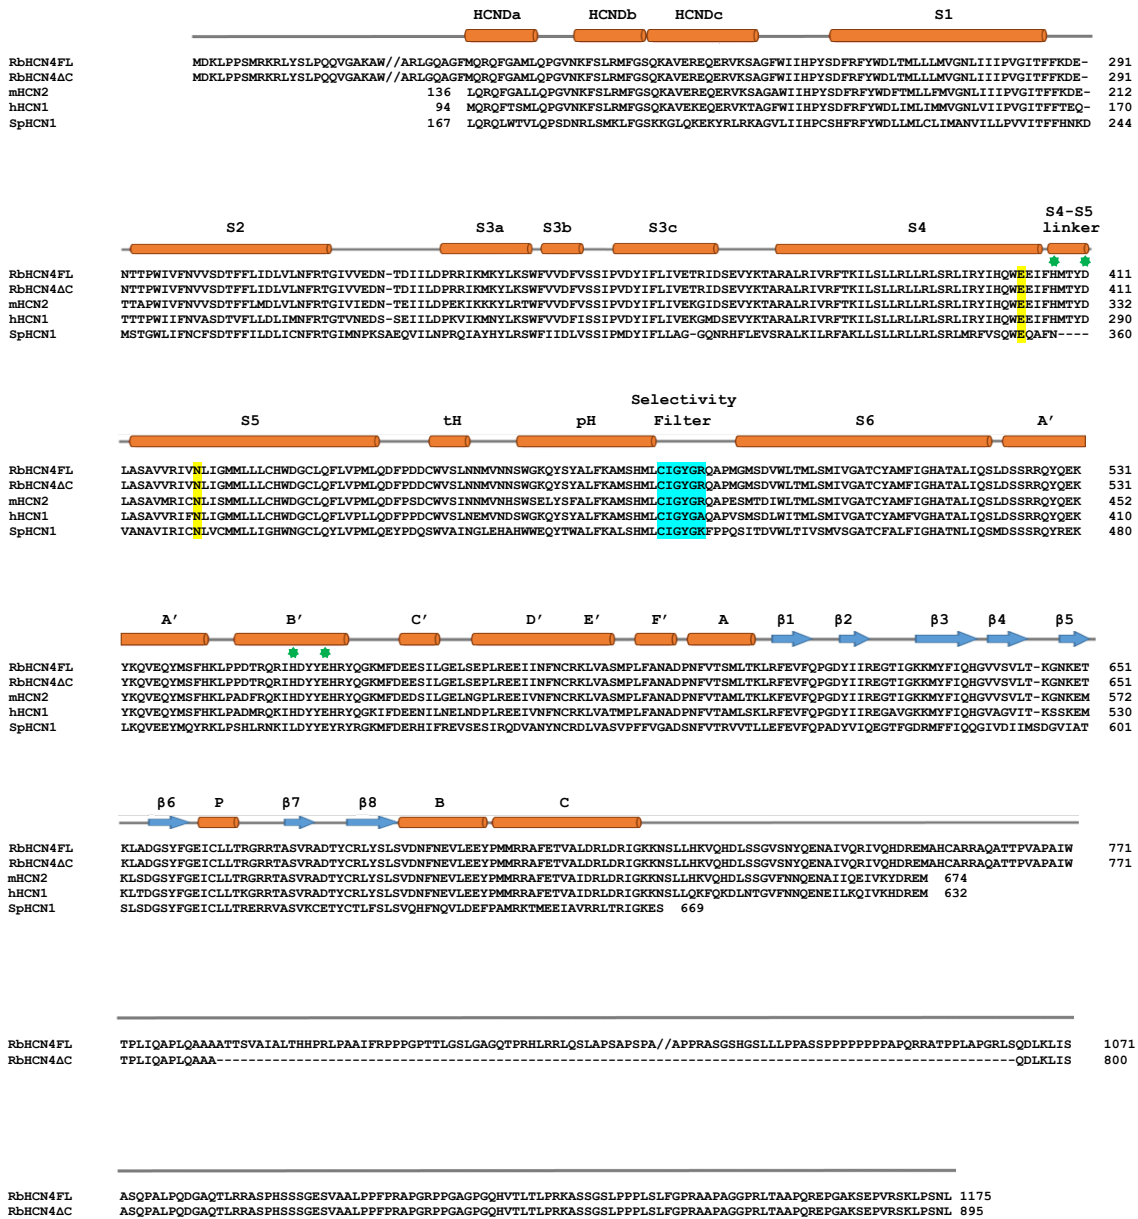 HCNDa HCNDb HCNDc S1
RbHCN4FL MDKLPPSMRKRLYSLPQQVGAKAW//ARLGQAGFMQRQFGAMLQPGVNKFSLRMFGSQKAVEREQERVKSAGFWIIHPYSDFRFYWDLTMLLLMVGNLIIIPVGITFFKDE- 291
RbHCN4ΔC MDKLPPSMRKRLYSLPQQVGAKAW//ARLGQAGFMQRQFGAMLQPGVNKFSLRMFGSQKAVEREQERVKSAGFWIIHPYSDFRFYWDLTMLLLMVGNLIIIPVGITFFKDE- 291
mHCN2 136 LQRQFGALLQPGVNKFSLRMFGSQKAVEREQERVKSAGAWIIHPYSDFRFYWDFTMLLFMVGNLIIIPVGITFFKDE- 212
hHCN1 94 MQRQFTSMLQPGVNKFSLRMFGSQKAVEKEQERVKTAGFWIIHPYSDFRFYWDLIMLIMMVGNLVIIPVGITFFTEQ- 170
SpHCN1 167 LQRQLWTVLQPSDNRLSMKLFGSKKGLQKEKYRLRKAGVLIIHPCSHFRFYWDLLMLCLIMANVILLPVVITFFHNKD 244
S2 S3a S3b S3c S4 S4-S5 linker
RbHCN4FL NTTPWIVFNVVSDTFFLIDLVLNFRTGIVVEDN-TDIILDPRRIKMKYLKSWFVVDFVSSIPVDYIFLIVETRIDSEVYKTARALRIVRFTKILSLLRLLRLSRLIRYIHQWEEIFHMTYD 411
RbHCN4ΔC NTTPWIVFNVVSDTFFLIDLVLNFRTGIVVEDN-TDIILDPRRIKMKYLKSWFVVDFVSSIPVDYIFLIVETRIDSEVYKTARALRIVRFTKILSLLRLLRLSRLIRYIHQWEEIFHMTYD 411
mHCN2 TTAPWIVFNVVSDTFFLMDLVLNFRTGIVIEDN-TEIILDPEKIKKKYLRTWFVVDFVSSIPVDYIFLIVEKGIDSEVYKTARALRIVRFTKILSLLRLLRLSRLIRYIHQWEEIFHMTYD 332
hHCN1 TTTPWIIFNVASDTVFLLDLIMNFRTGTVNEDS-SEIILDPKVIKMNYLKSWFVVDFISSIPVDYIFLIVEKGMDSEVYKTARALRIVRFTKILSLLRLLRLSRLIRYIHQWEEIFHMTYD 290
SpHCN1 MSTGWLIFNCFSDTFFLIDLICNFRTGIMNPKSAEQVILNPRQIAYHYLRSWFIIDLVSSIPMDYIFLLAG-GQNRHFLEVSRALKILRFAKLLSLLRLLRLSRLMRFVSQWEQAFN---- 360
S5 tH pH Selectivity Filter S6 A′
RbHCN4FL LASAVVRIVNLIGMMLLLCHWDGCLQFLVPMLQDFPDDCWVSLNNMVNNSWGKQYSYALFKAMSHMLCIGYGRQAPMGMSDVWLTMLSMIVGATCYAMFIGHATALIQSLDSSRRQYQEK 531
RbHCN4ΔC LASAVVRIVNLIGMMLLLCHWDGCLQFLVPMLQDFPDDCWVSLNNMVNNSWGKQYSYALFKAMSHMLCIGYGRQAPMGMSDVWLTMLSMIVGATCYAMFIGHATALIQSLDSSRRQYQEK 531
mHCN2 LASAVMRICNLISMMLLLCHWDGCLQFLVPMLQDFPSDCWVSINNMVNHSWSELYSFALFKAMSHMLCIGYGRQAPESMTDIWLTMLSMIVGATCYAMFIGHATALIQSLDSSRRQYQEK 452
hHCN1 LASAVVRIFNLIGMMLLLCHWDGCLQFLVPLLQDFPPDCWVSLNEMVNDSWGKQYSYALFKAMSHMLCIGYGAQAPVSMSDLWITMLSMIVGATCYAMFVGHATALIQSLDSSRRQYQEK 410
SpHCN1 VANAVIRICNLVCMMLLIGHWNGCLQYLVPMLQEYPDQSWVAINGLEHAHWWEQYTWALFKALSHMLCIGYGKFPPQSITDVWLTIVSMVSGATCFALFIGHATNLIQSMDSSSRQYREK 480
A′ B′ C′ D′ E′ F′ A β1 β2 β3 β4 β5
RbHCN4FL YKQVEQYMSFHKLPPDTRQRIHDYYEHRYQGKMFDEESILGELSEPLREEIINFNCRKLVASMPLFANADPNFVTSMLTKLRFEVFQPGDYIIREGTIGKKMYFIQHGVVSVLT-KGNKET 651
RbHCN4ΔC YKQVEQYMSFHKLPPDTRQRIHDYYEHRYQGKMFDEESILGELSEPLREEIINFNCRKLVASMPLFANADPNFVTSMLTKLRFEVFQPGDYIIREGTIGKKMYFIQHGVVSVLT-KGNKET 651
mHCN2 YKQVEQYMSFHKLPADFRQKIHDYYEHRYQGKMFDEDSILGELNGPLREEIVNFNCRKLVASMPLFANADPNFVTAMLTKLKFEVFQPGDYIIREGTIGKKMYFIQHGVVSVLT-KGNKEM 572
hHCN1 YKQVEQYMSFHKLPADMRQKIHDYYEHRYQGKIFDEENILNELNDPLREEIVNFNCRKLVATMPLFANADPNFVTAMLSKLRFEVFQPGDYIIREGAVGKKMYFIQHGVAGVIT-KSSKEM 530
SpHCN1 LKQVEEYMQYRKLPSHLRNKILDYYEYRYRGKMFDERHIFREVSESIRQDVANYNCRDLVASVPFFVGADSNFVTRVVTLLEFEVFQPADYVIQEGTFGDRMFFIQQGIVDIIMSDGVIAT 601
β6 P β7 β8 B C
RbHCN4FL KLADGSYFGEICLLTRGRRTASVRADTYCRLYSLSVDNFNEVLEEYPMMRRAFETVALDRLDRIGKKNSLLHKVQHDLSSGVSNYQENAIVQRIVQHDREMAHCARRAQATTPVAPAIW 771
RbHCN4ΔC KLADGSYFGEICLLTRGRRTASVRADTYCRLYSLSVDNFNEVLEEYPMMRRAFETVALDRLDRIGKKNSLLHKVQHDLSSGVSNYQENAIVQRIVQHDREMAHCARRAQATTPVAPAIW 771
mHCN2 KLSDGSYFGEICLLTRGRRTASVRADTYCRLYSLSVDNFNEVLEEYPMMRRAFETVAIDRLDRIGKKNSLLHKVQHDLSSGVFNNQENAIIQEIVKYDREM 674
hHCN1 KLTDGSYFGEICLLTKGRRTASVRADTYCRLYSLSVDNFNEVLEEYPMMRRAFETVAIDRLDRIGKKNSLLQKFQKDLNTGVFNNQENEILKQIVKHDREM 632
SpHCN1 SLSDGSYFGEICLLTRERRVASVKCETYCTLFSLSVQHFNQVLDEFPAMRKTMEEIAVRRLTRIGKES 669
RbHCN4FL TPLIQAPLQAAAATTSVAIALTHHPRLPAAIFRPPPGPTTLGSLGAGQTPRHLRRLQSLAPSAPSPA//APPRASGSHGSLLLPPASSPPPPPPPPAPQRRATPPLAPGRLSQDLKLIS 1071
RbHCN4ΔC TPLIQAPLQAAA----------------------------------------------------------------------------------------------------QDLKLIS 800
RbHCN4FL ASQPALPQDGAQTLRRASPHSSSGESVAALPPFPRAPGRPPGAGPGQHVTLTLPRKASSGSLPPPLSLFGPRAAPAGGPRLTAAPQREPGAKSEPVRSKLPSNL 1175
RbHCN4ΔC ASQPALPQDGAQTLRRASPHSSSGESVAALPPFPRAPGRPPGAGPGQHVTLTLPRKASSGSLPPPLSLFGPRAAPAGGPRLTAAPQREPGAKSEPVRSKLPSNL 895